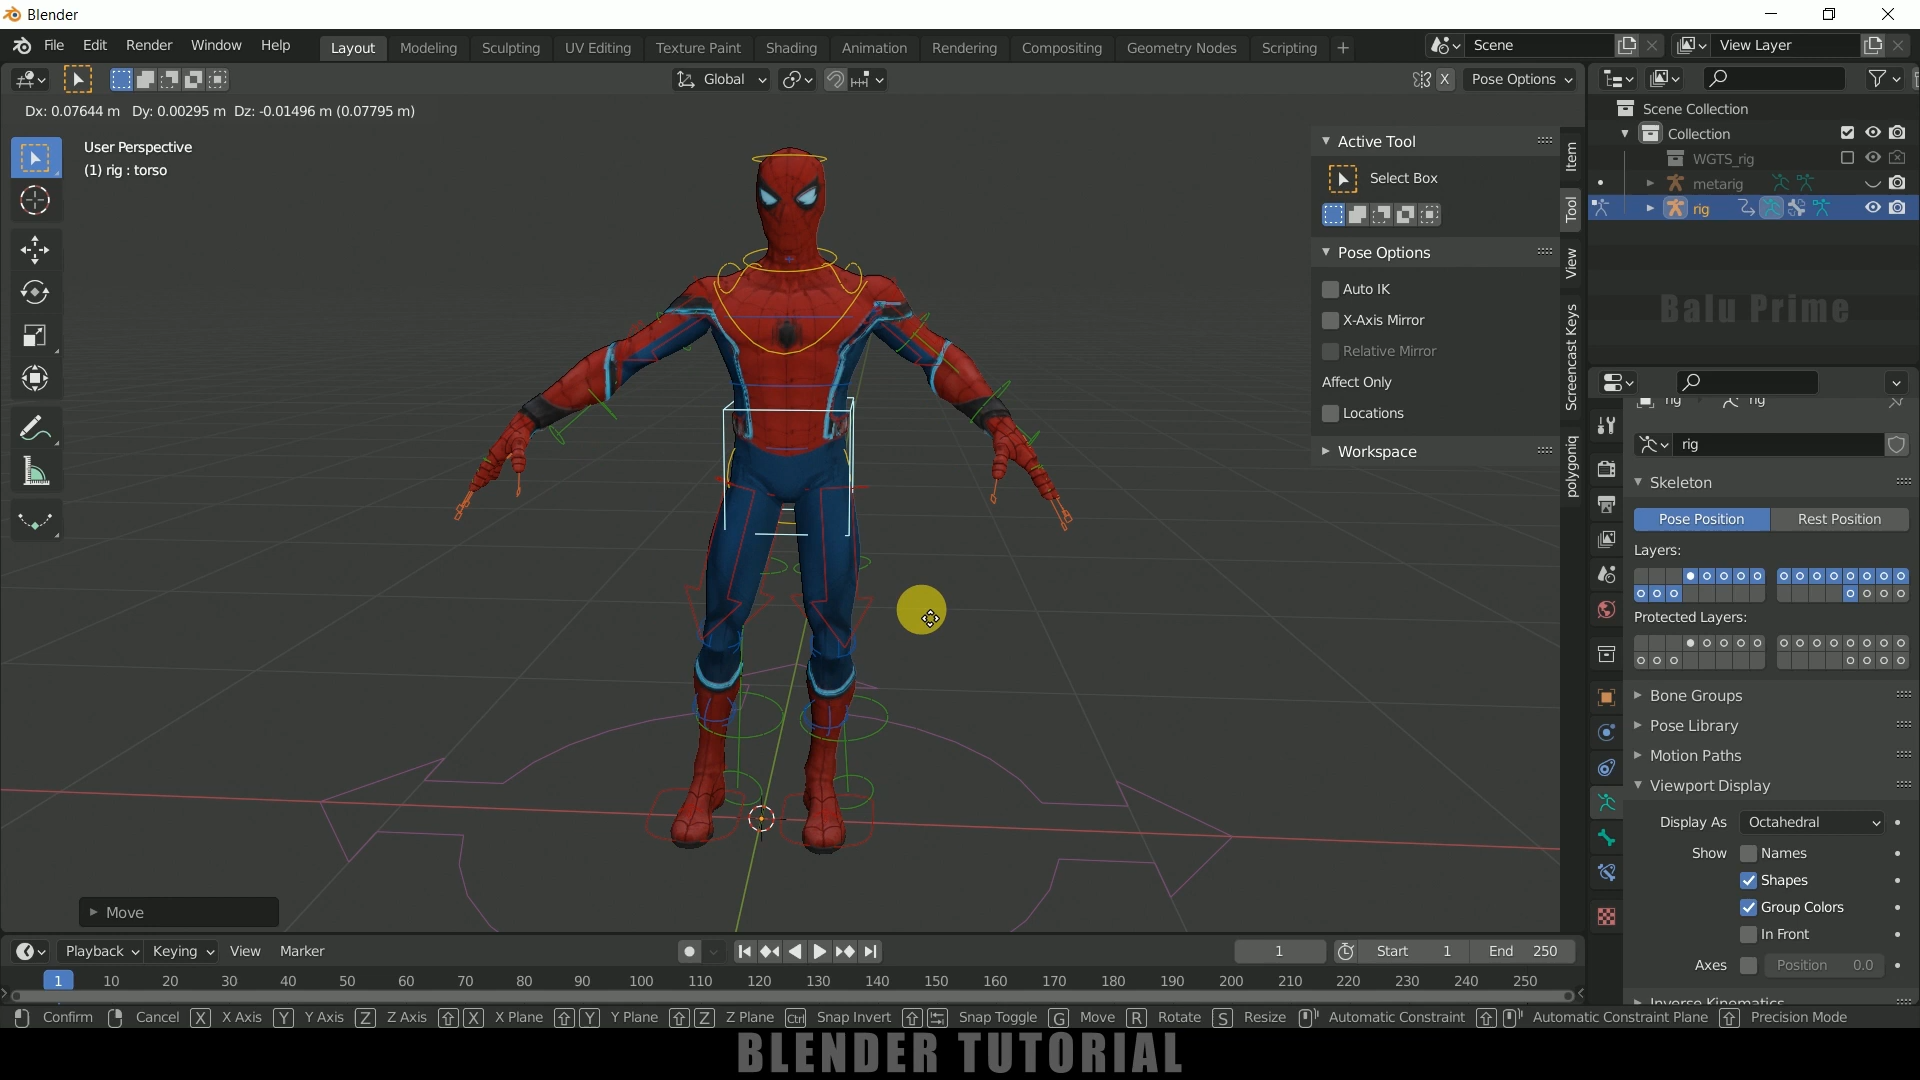 Blender
File Edit Render Window Help Layout Modeling Sculpting UV Editing Texture Paint Shading Animation Rendering Compositing Geometry Nodes Scripting + Scene View Layer
Global X Pose Options
Dx: 0.07644 m Dy: 0.00295 m Dz: -0.01496 m (0.07795 m)
User Perspective
(1) rig : torso
Active Tool
Select Box
Pose Options
Auto IK
X-Axis Mirror
Relative Mirror
Affect Only
Locations
Workspace
Item
Tool
View
Screencast Keys
polygoniq
Scene Collection
Collection
WGTS_rig
metarig
rig
Balu Prime
rig rig
rig
Skeleton
Pose Position Rest Position
Layers:
Protected Layers:
Bone Groups
Pose Library
Motion Paths
Viewport Display
Display As Octahedral
Show Names
Shapes
Group Colors
In Front
Axes Position 0.0
Inverse Kinematics
Move
Playback Keying View Marker 1 Start 1 End 250
1 10 20 30 40 50 60 70 80 90 100 110 120 130 140 150 160 170 180 190 200 210 220 230 240 250
Confirm Cancel X X Axis Y Y Axis Z Z Axis X X Plane Y Y Plane Z Z Plane Ctrl Snap Invert Snap Toggle G Move R Rotate S Resize Automatic Constraint Automatic Constraint Plane Precision Mode
BLENDER TUTORIAL